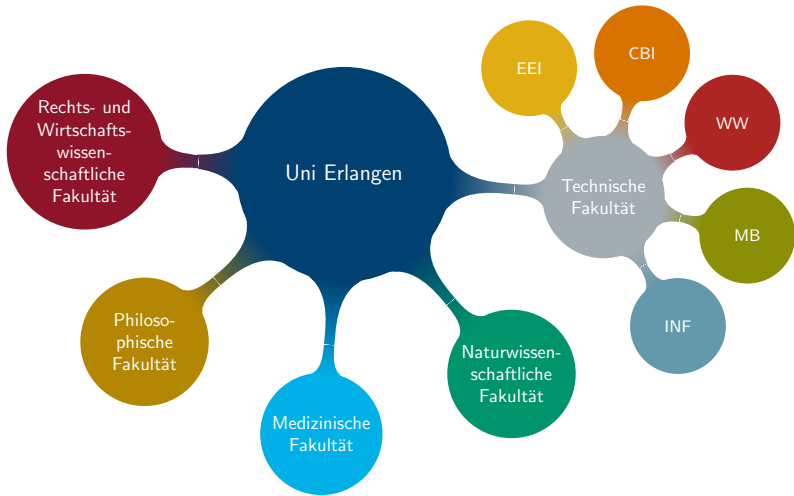 Rechts- und
Wirtschafts-
wissen-
schaftliche
Fakultät
Uni Erlangen
EEI
CBI
WW
MB
INF
Technische
Fakultät
Philoso-
phische
Fakultät
Medizinische
Fakultät
Naturwissen-
schaftliche
Fakultät